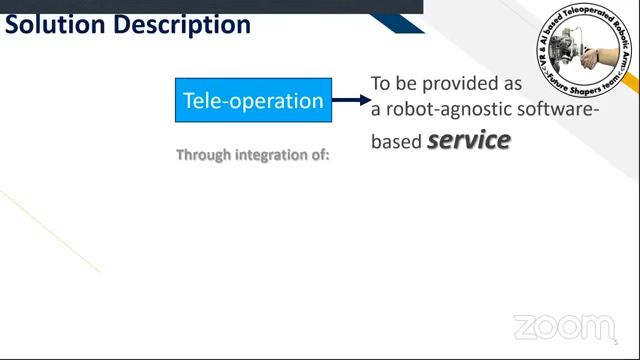 Solution Description
VR & AI based Teleoperated Robotic Arm
<<Future Shapers team>>
Tele-operation
To be provided as
a robot-agnostic software-
based service
Through integration of:
zoom
5